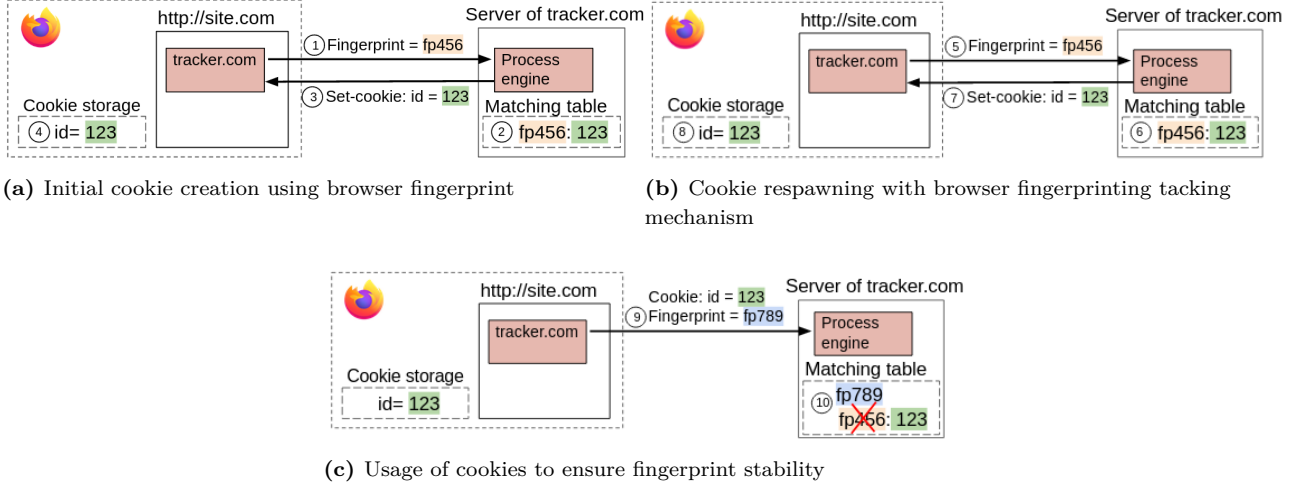 http://site.com
Server of tracker.com
tracker.com
1 Fingerprint = fp456
Process
engine
3 Set-cookie: id = 123
Cookie storage
4 id= 123
Matching table
2 fp456: 123
(a) Initial cookie creation using browser fingerprint
http://site.com
Server of tracker.com
tracker.com
5 Fingerprint = fp456
Process
engine
7 Set-cookie: id = 123
Cookie storage
8 id= 123
Matching table
6 fp456: 123
(b) Cookie respawning with browser fingerprinting tacking
mechanism
http://site.com
Server of tracker.com
tracker.com
Cookie: id = 123
9 Fingerprint = fp789
Process
engine
Cookie storage
id= 123
Matching table
10 fp789
fp456: 123
(c) Usage of cookies to ensure fingerprint stability